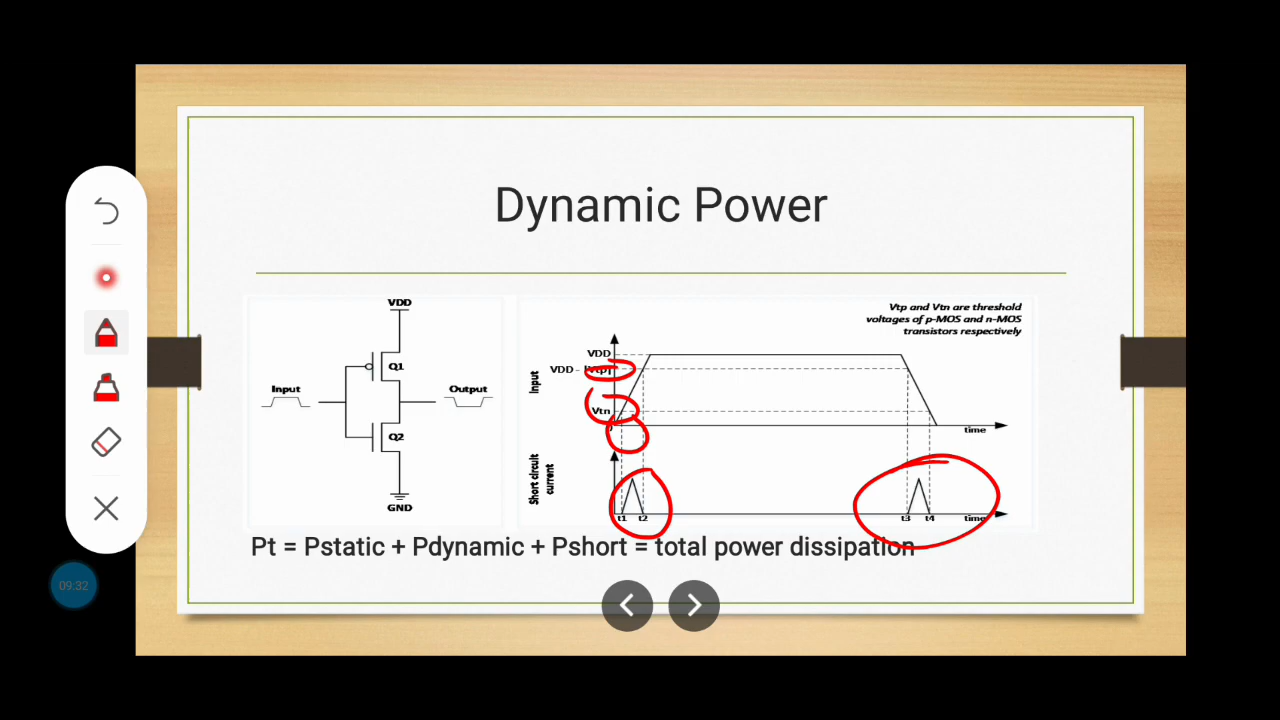 Dynamic Power
VDD
Q1
Input
Output
Q2
GND
Vtp and Vtn are threshold
voltages of p-MOS and n-MOS
transistors respectively
VDD
VDD - |Vtp|
Input
Vtn
time
Short circuit
current
t1 t2 t3 t4 time
Pt = Pstatic + Pdynamic + Pshort = total power dissipation
09:32